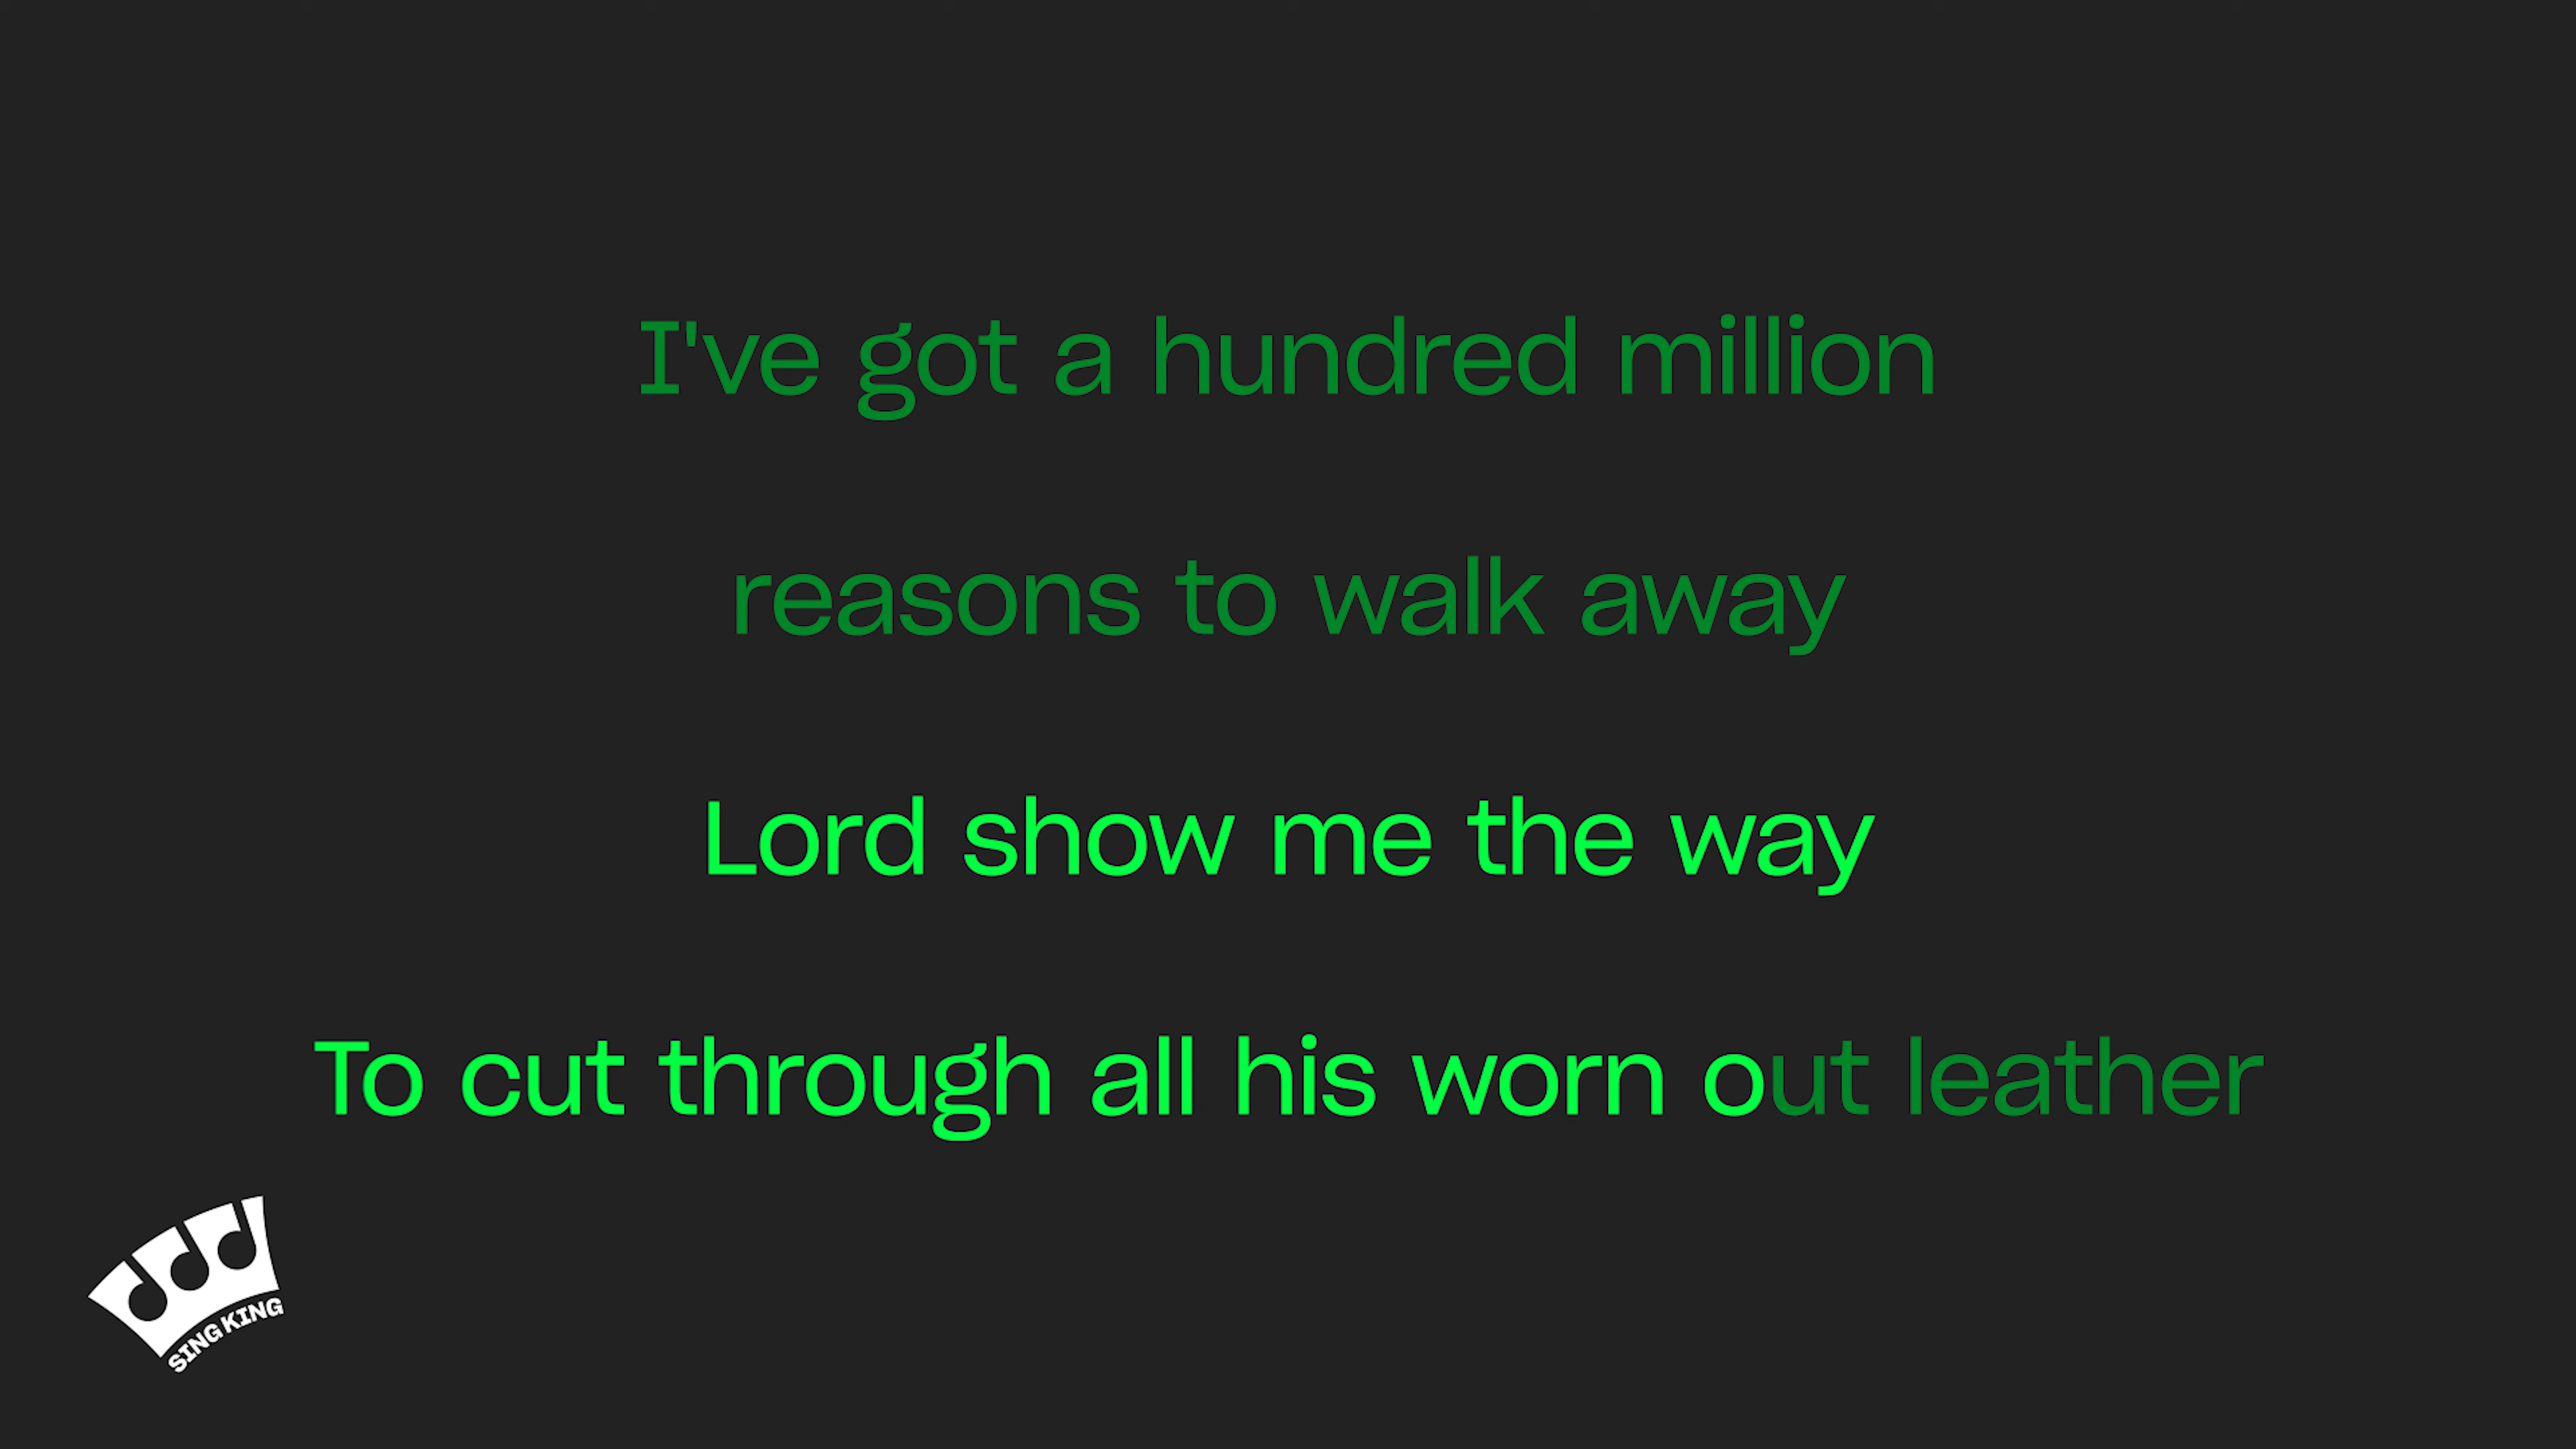 I've got a hundred million
reasons to walk away
Lord show me the way
To cut through all his worn out leather
SING KING